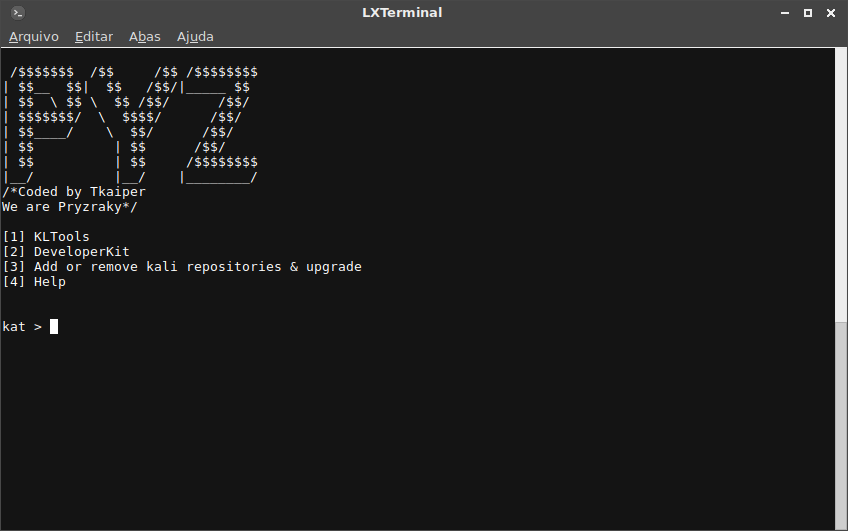 LXTerminal
Arquivo Editar Abas Ajuda
 /$$$$$$$  /$$     /$$ /$$$$$$$$
| $$__  $$|  $$   /$$/|_____ $$
| $$  \ $$ \  $$ /$$/      /$$/
| $$$$$$$/  \  $$$$/      /$$/
| $$____/    \  $$/      /$$/
| $$          | $$      /$$/
| $$          | $$     /$$$$$$$$
|__/          |__/    |________/
/*Coded by Tkaiper
We are Pryzraky*/
[1] KLTools
[2] DeveloperKit
[3] Add or remove kali repositories & upgrade
[4] Help
kat >